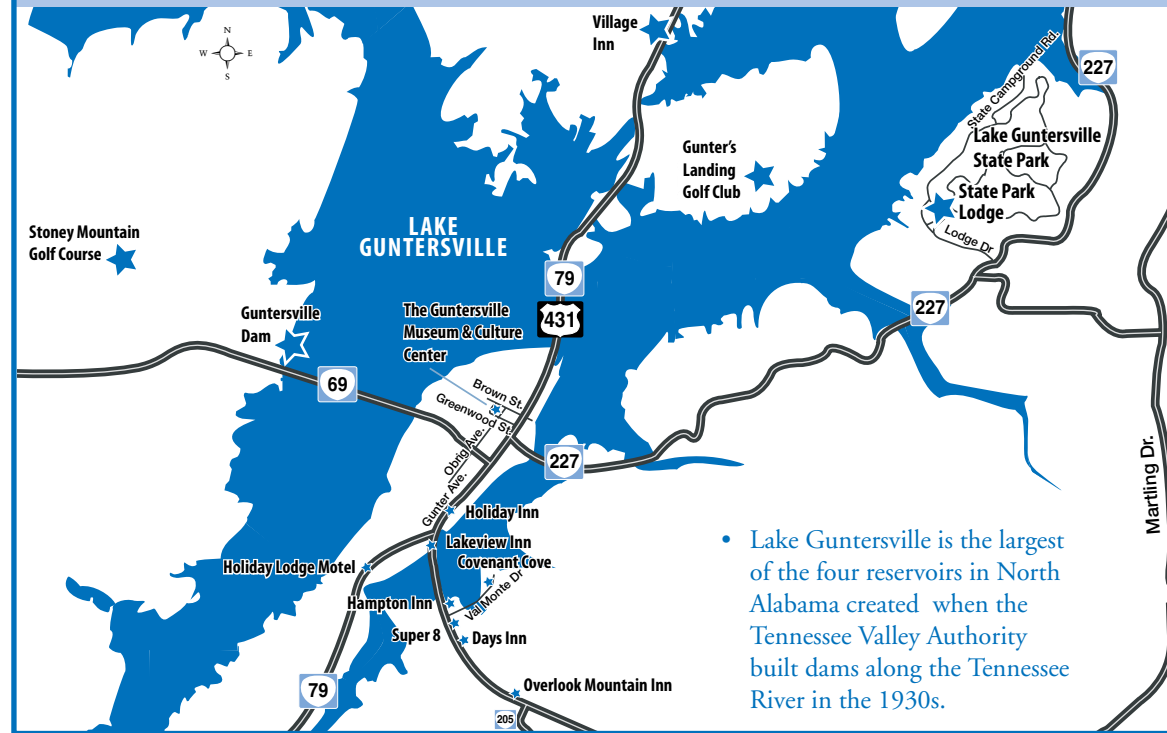 N
W E
S
Village
Inn
227
State Campground Rd.
Lake Guntersville
State Park
State Park
Lodge
Lodge Dr
Gunter's
Landing
Golf Club
Stoney Mountain
Golf Course
LAKE
GUNTERSVILLE
79
431
227
Guntersville
Dam
The Guntersville
Museum & Culture
Center
69
Brown St.
Greenwood St.
Obrig Ave.
Gunter Ave.
227
Martling Dr.
Holiday Inn
Lakeview Inn
Covenant Cove
Holiday Lodge Motel
Val Monte Dr
Hampton Inn
Super 8
Days Inn
Overlook Mountain Inn
79
205
• Lake Guntersville is the largest
of the four reservoirs in North
Alabama created when the
Tennessee Valley Authority
built dams along the Tennessee
River in the 1930s.